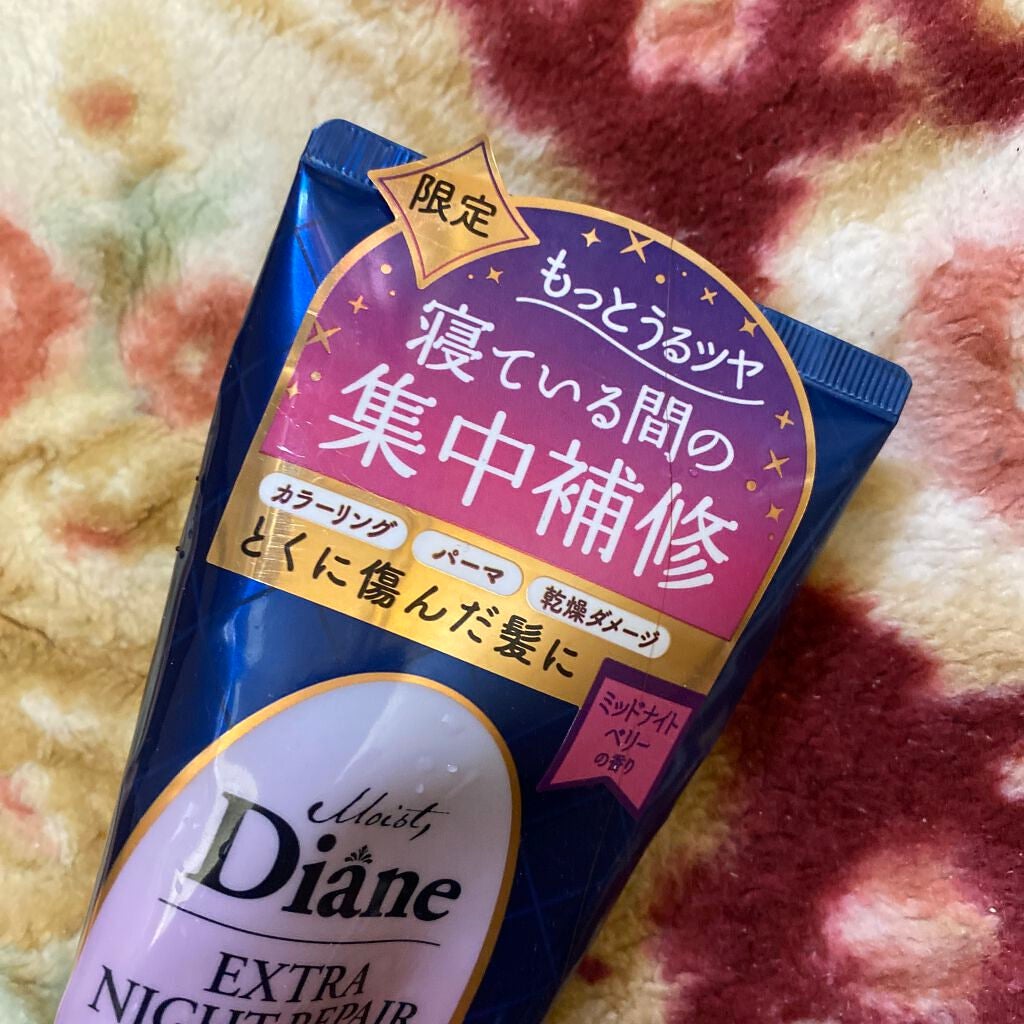 限定
もっとうるツヤ
寝ている間の
集中補修
カラーリング パーマ 乾燥ダメージ
とくに傷んだ髪に
ミッドナイト
ベリー
の香り
Moist,
Diane
EXTRA
NIGHT REPAIR